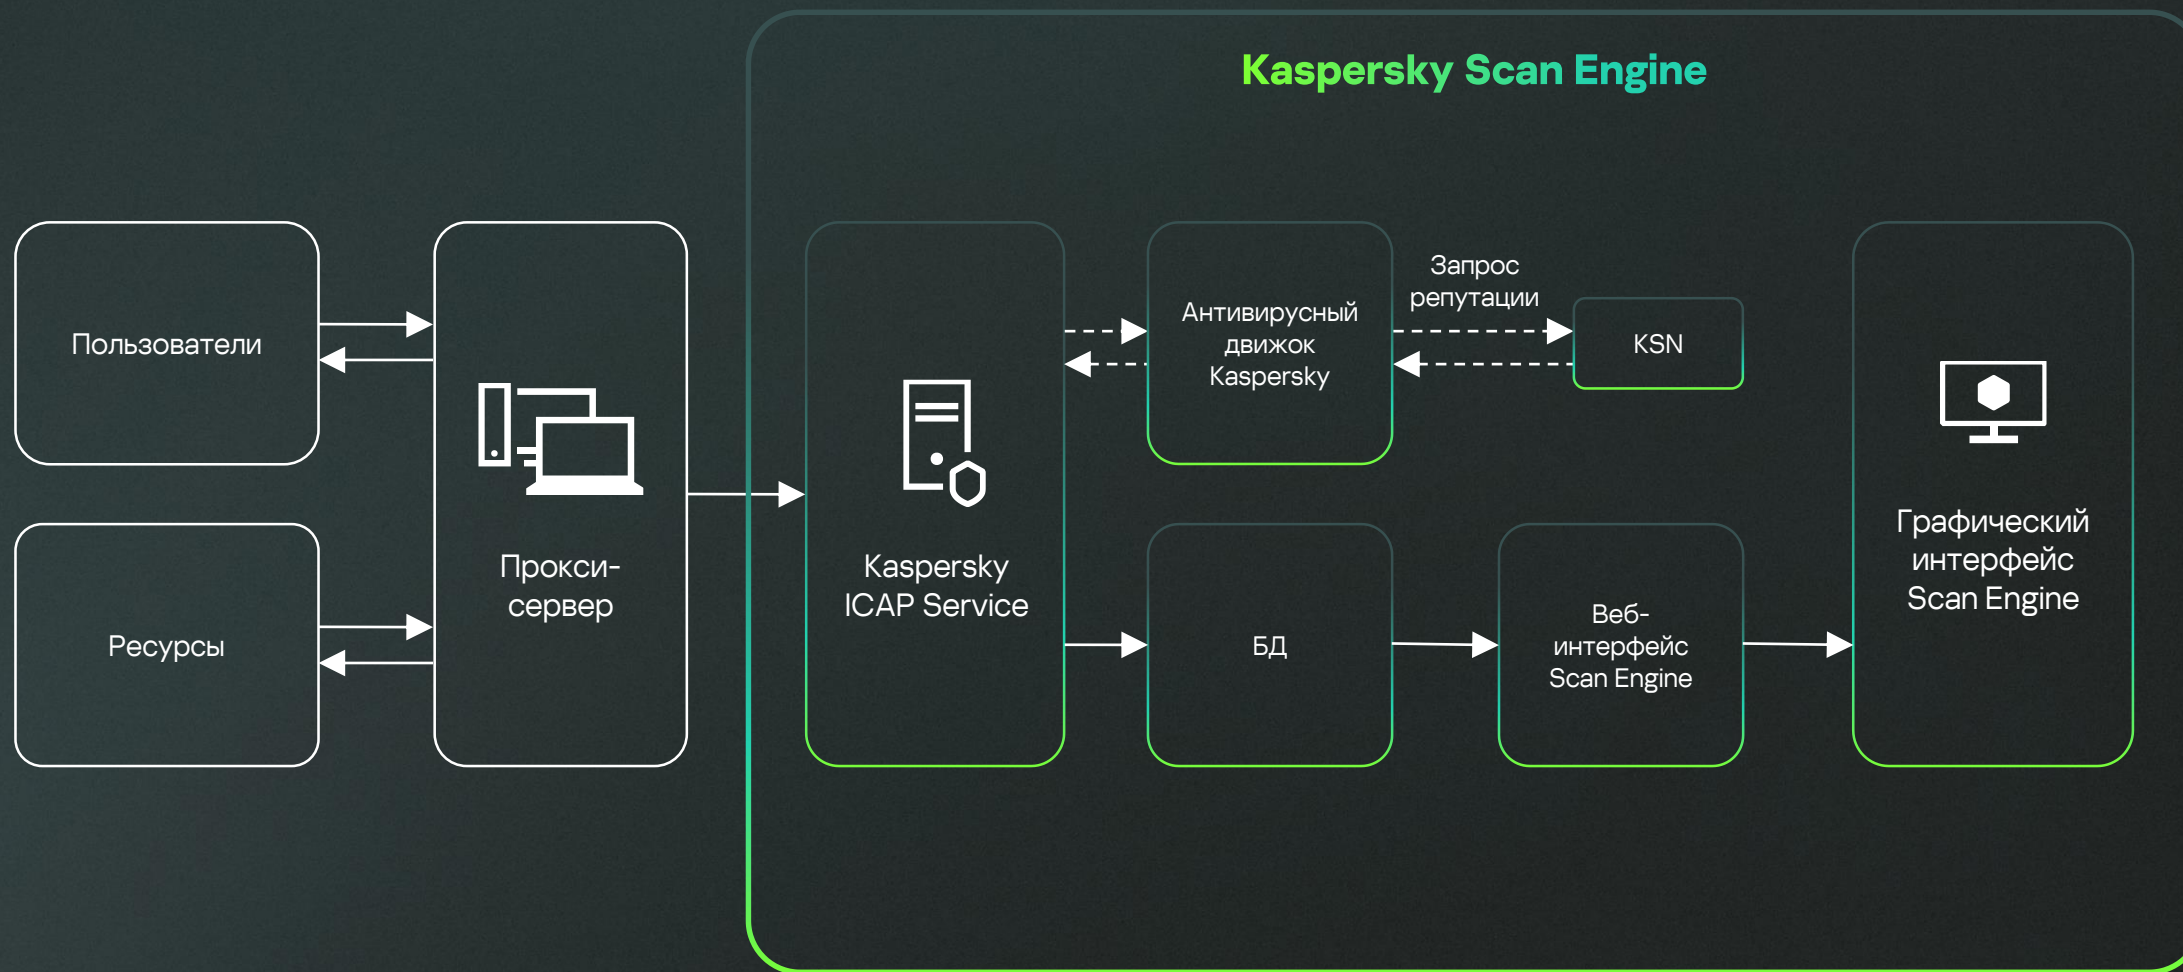 Kaspersky Scan Engine
Пользователи
Ресурсы
Прокси-
сервер
Kaspersky
ICAP Service
Антивирусный
движок
Kaspersky
Запрос
репутации
KSN
БД
Веб-
интерфейс
Scan Engine
Графический
интерфейс
Scan Engine